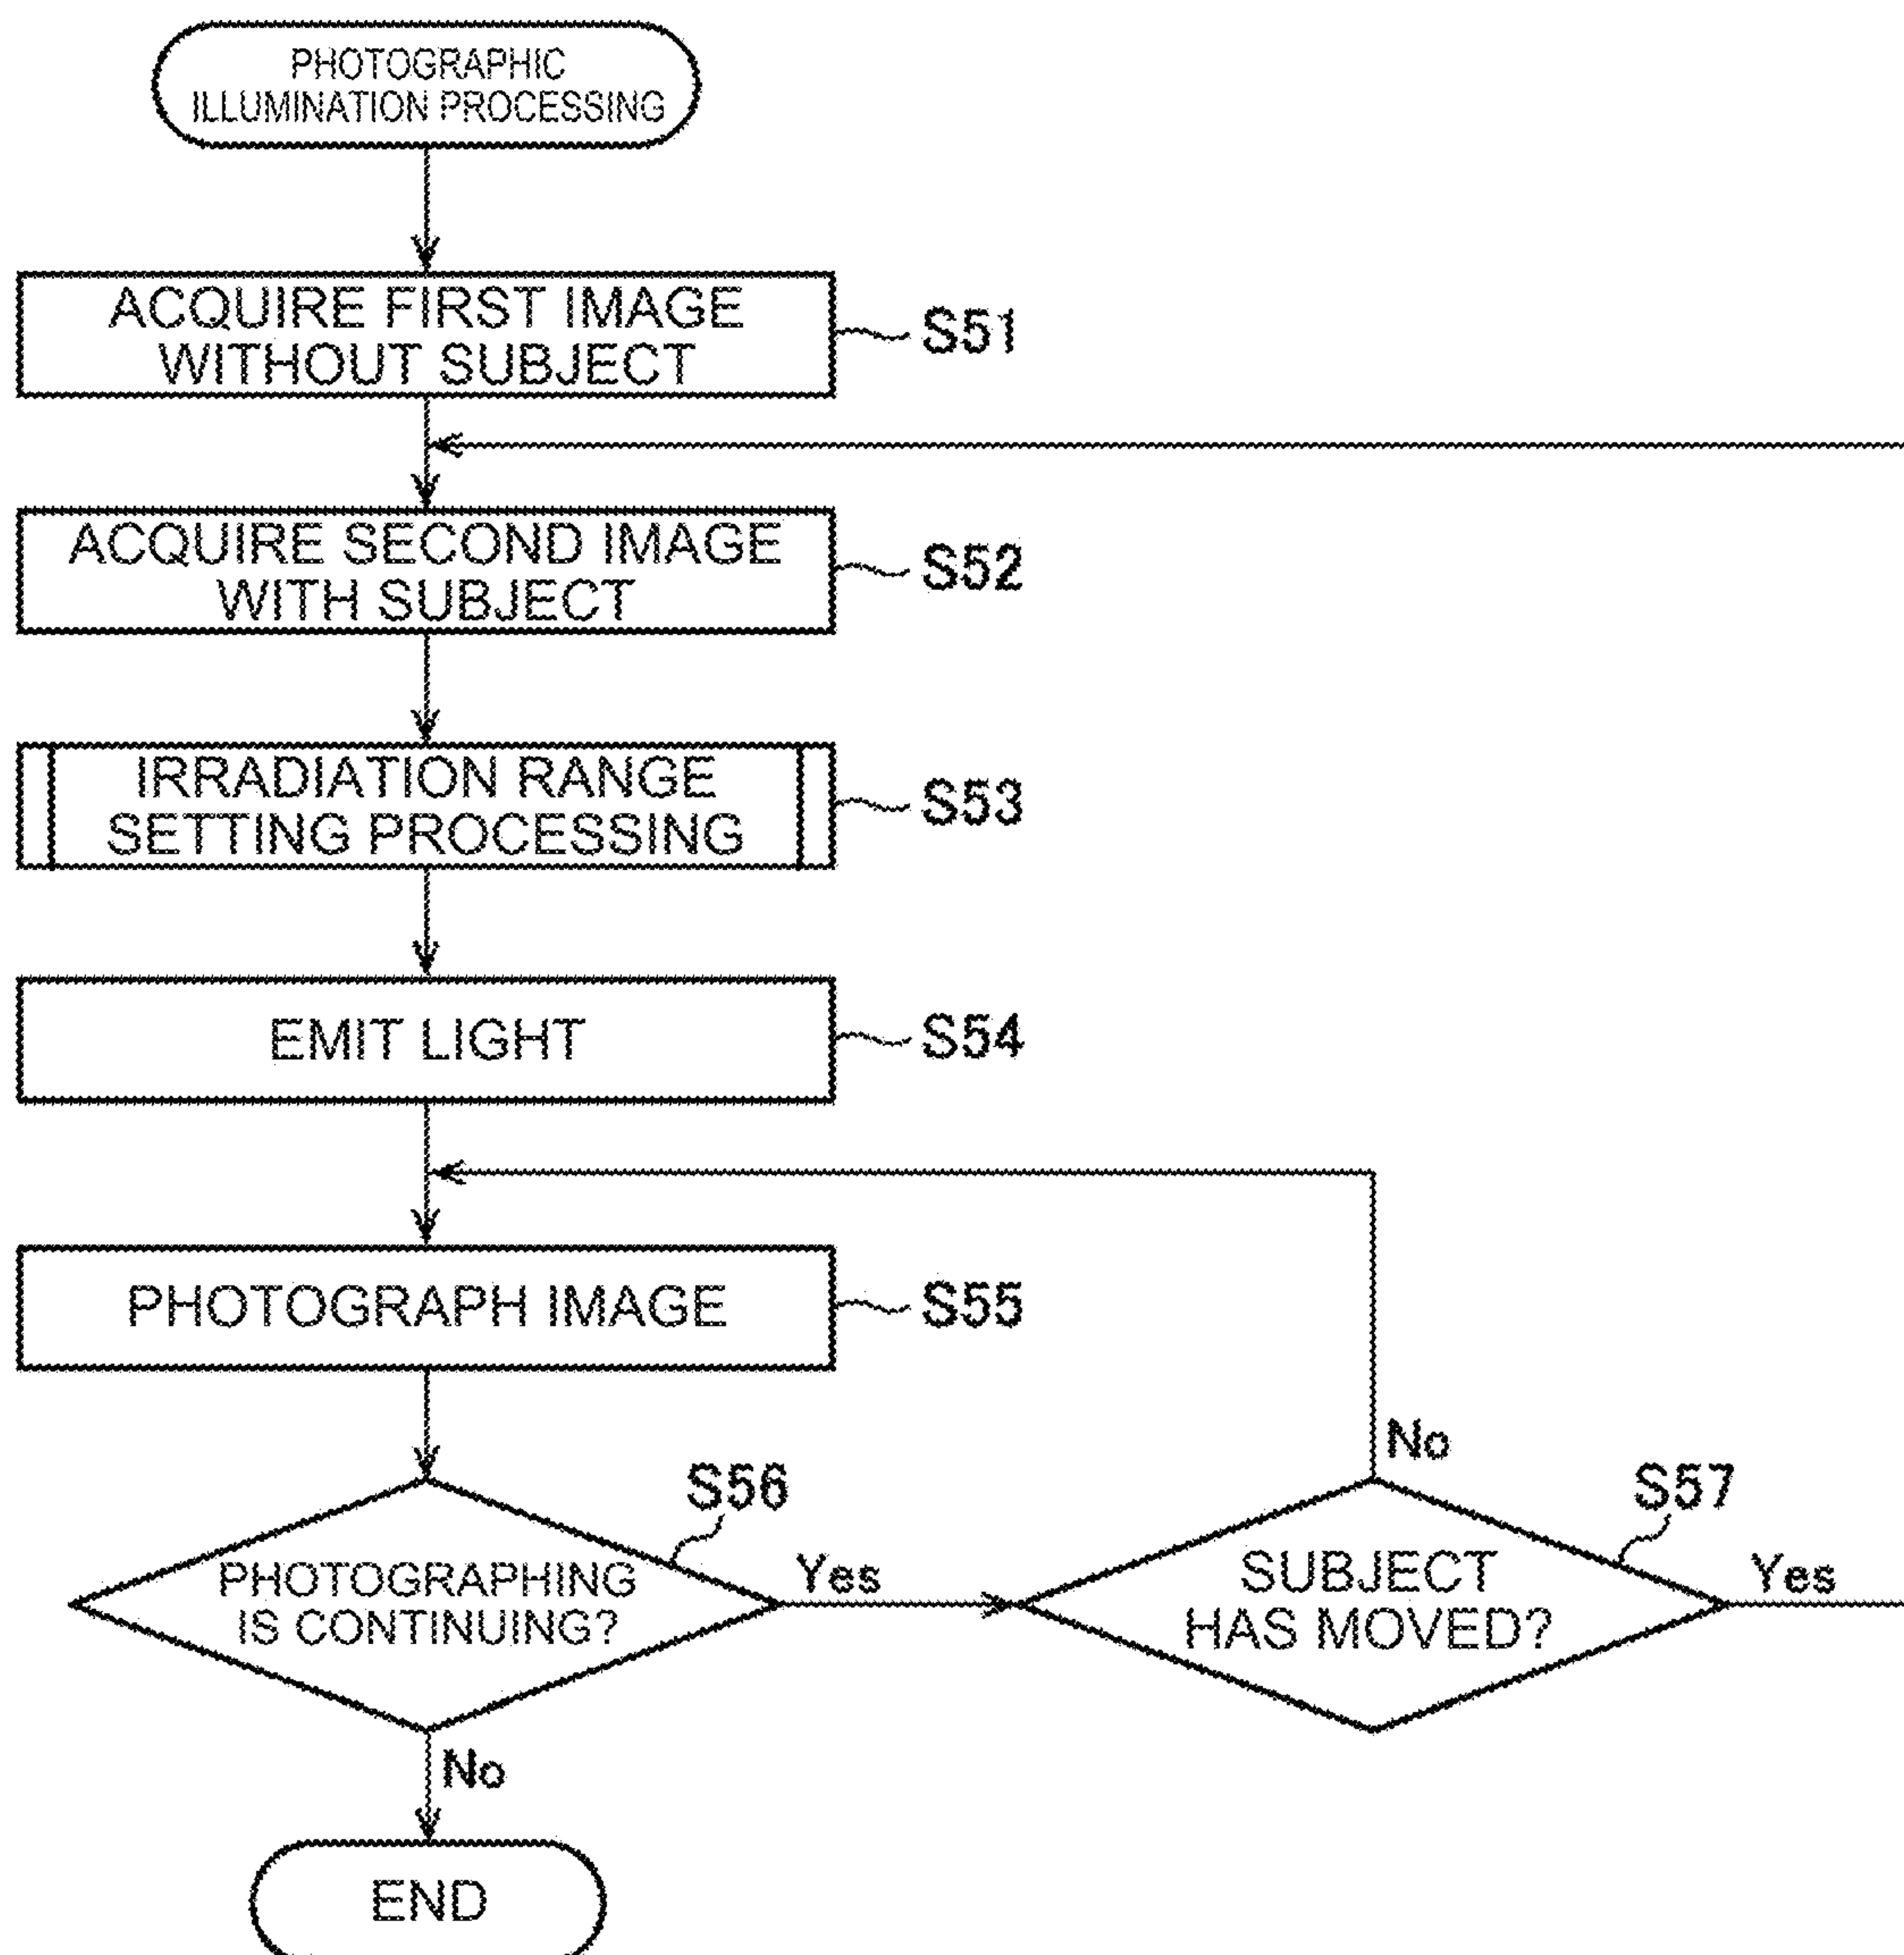 PHOTOGRAPHIC
ILLUMINATION PROCESSING
ACQUIRE FIRST IMAGE
WITHOUT SUBJECT
S51
ACQUIRE SECOND IMAGE
WITH SUBJECT
S52
IRRADIATION RANGE
SETTING PROCESSING
S53
EMIT LIGHT
S54
PHOTOGRAPH IMAGE
S55
PHOTOGRAPHING
IS CONTINUING?
S56
Yes
No
SUBJECT
HAS MOVED?
S57
No
Yes
END